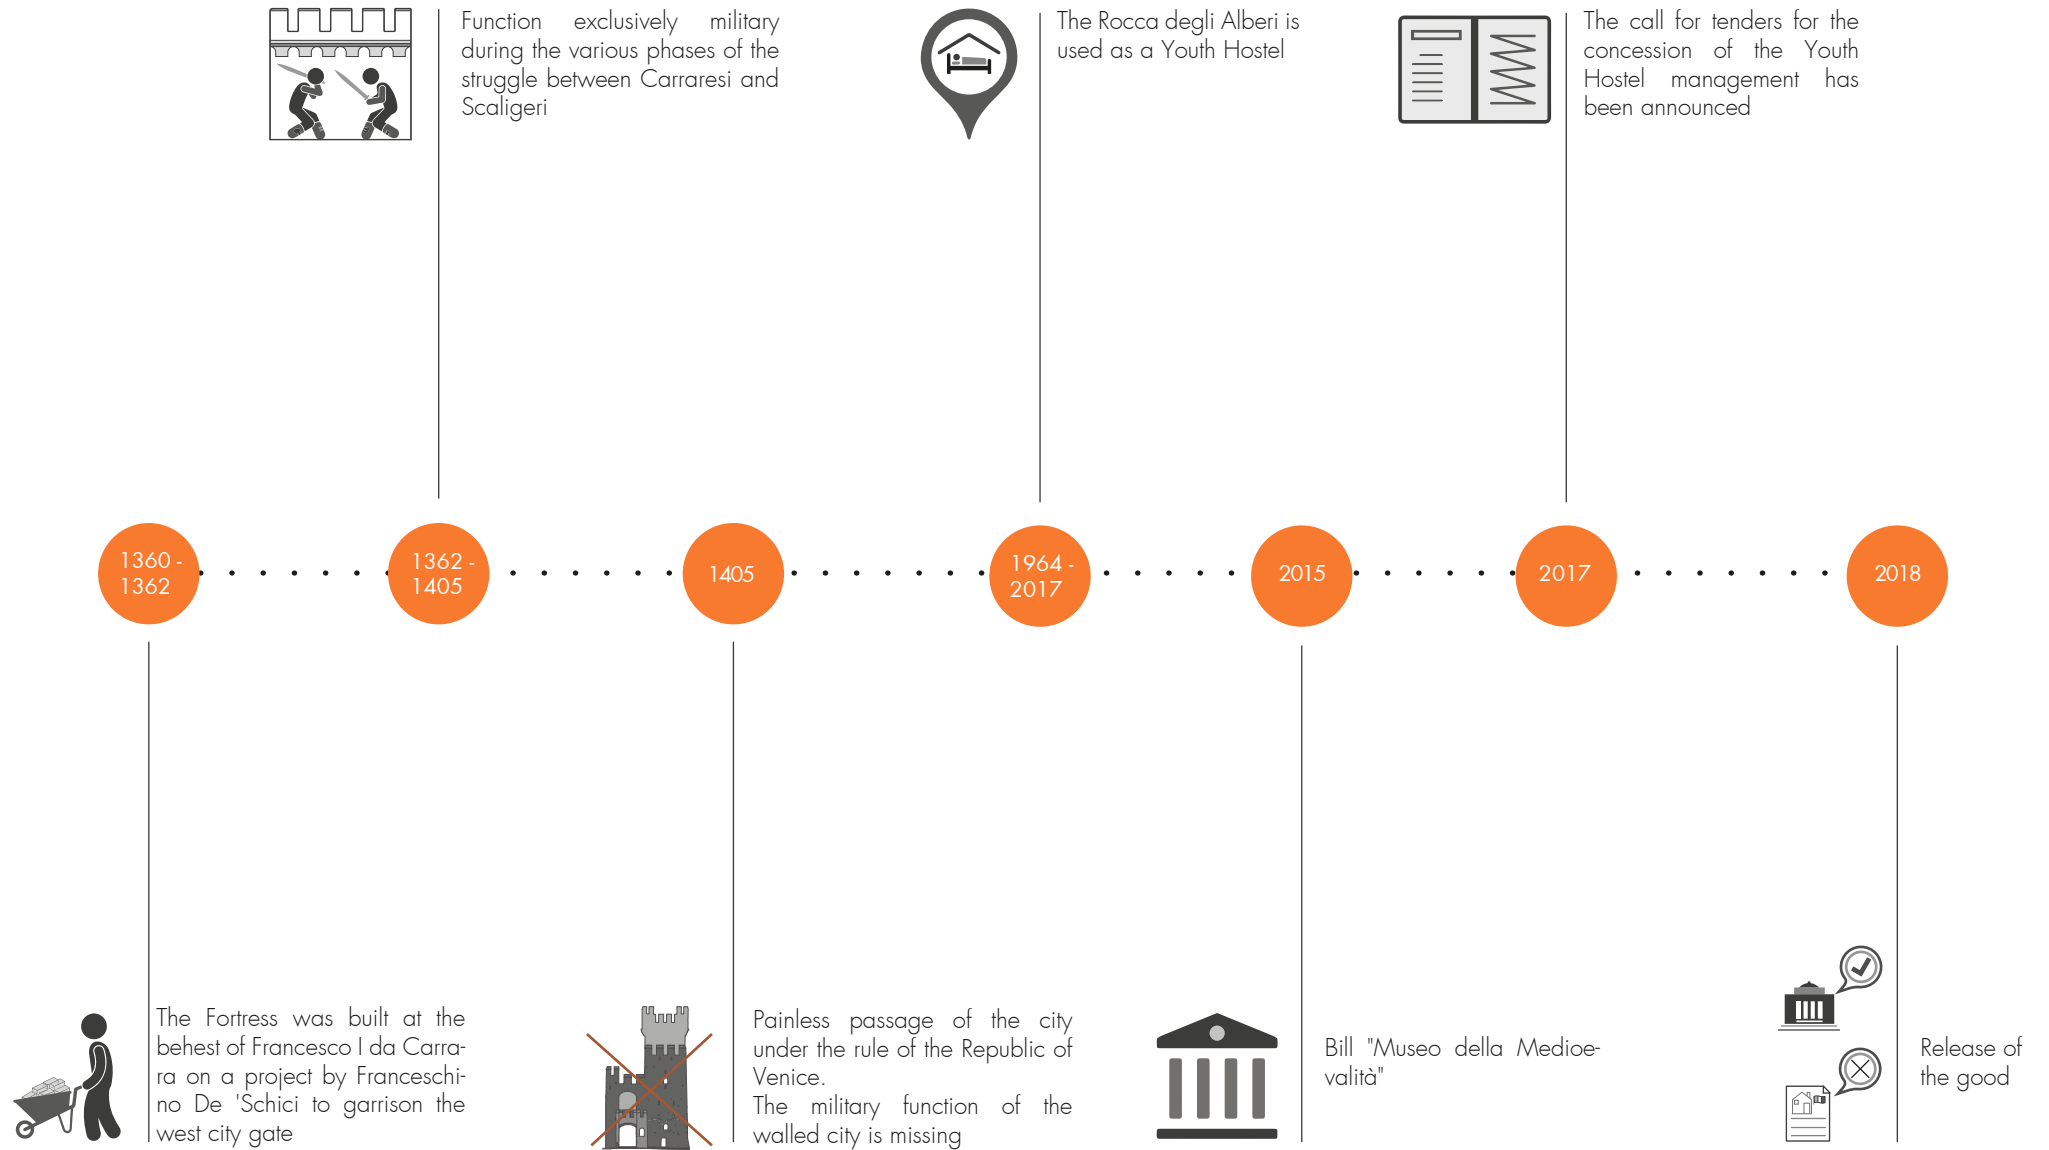 Function exclusively military
during the various phases of the
struggle between Carraresi and
Scaligeri
The Rocca degli Alberi is
used as a Youth Hostel
The call for tenders for the
concession of the Youth
Hostel management has
been announced
1360 -
1362
1362 -
1405
1405
1964 -
2017
2015
2017
2018
The Fortress was built at the
behest of Francesco I da Carra-
ra on a project by Franceschi-
no De 'Schici to garrison the
west city gate
Painless passage of the city
under the rule of the Republic of
Venice.
The military function of the
walled city is missing
Bill "Museo della Medioe-
valità"
Release of
the good